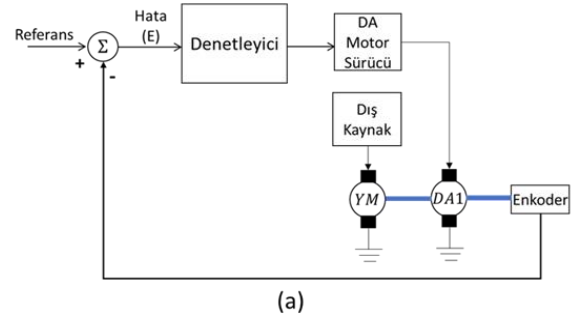 Referans
Σ
+
-
Hata
(E)
Denetleyici
DA
Motor
Sürücü
Dış
Kaynak
YM
DA1
Enkoder
(a)